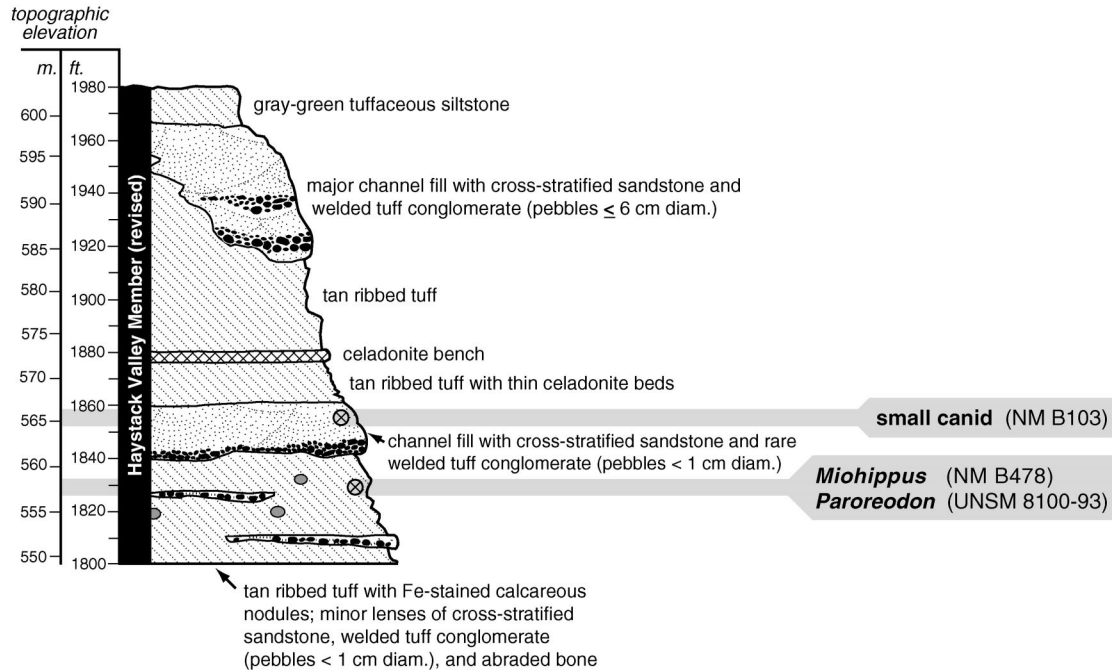 topographic
elevation
m.
ft.
1980
600
1960
595
1940
590
1920
585
580
1900
575
1880
570
1860
565
1840
560
1820
555
550
1800
Haystack Valley Member (revised)
gray-green tuffaceous siltstone
major channel fill with cross-stratified sandstone and
welded tuff conglomerate (pebbles ≤ 6 cm diam.)
tan ribbed tuff
celadonite bench
tan ribbed tuff with thin celadonite beds
small canid (NM B103)
channel fill with cross-stratified sandstone and rare
welded tuff conglomerate (pebbles < 1 cm diam.)
Miohippus (NM B478)
Paroreodon (UNSM 8100-93)
tan ribbed tuff with Fe-stained calcareous
nodules; minor lenses of cross-stratified
sandstone, welded tuff conglomerate
(pebbles < 1 cm diam.), and abraded bone